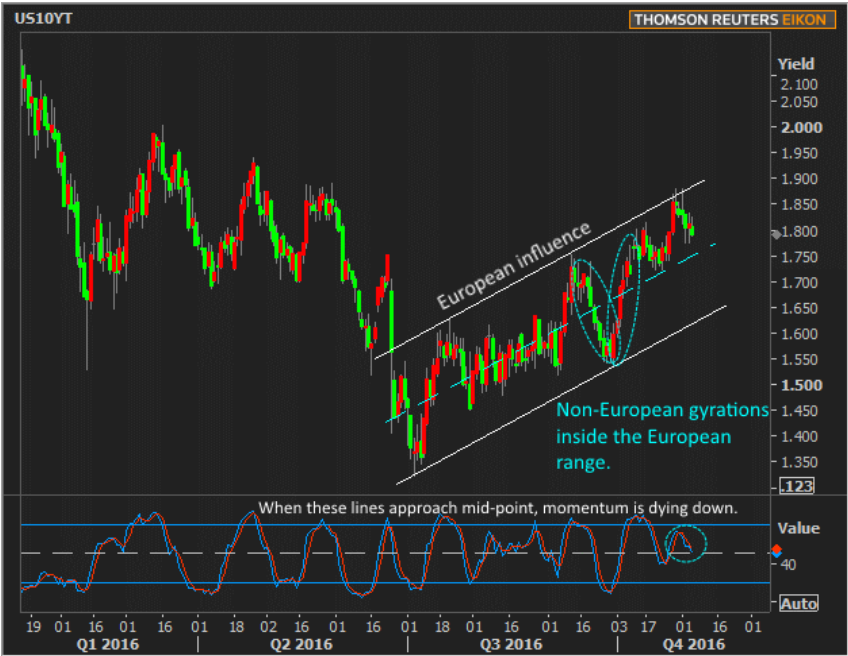 US10YT
THOMSON REUTERS EIKON
Yield
2.100
2.050
2.000
1.950
1.900
1.850
1.800
1.750
1.700
1.650
1.600
1.550
1.500
1.450
1.400
1.350
.123
European influence
Non-European gyrations
inside the European
range.
When these lines approach mid-point, momentum is dying down.
Value
40
Auto
19 01 16 01 16 01 18 02 16 01 16 01 18 01 16 01 16 03 17 01 16 01
Q1 2016 Q2 2016 Q3 2016 Q4 2016